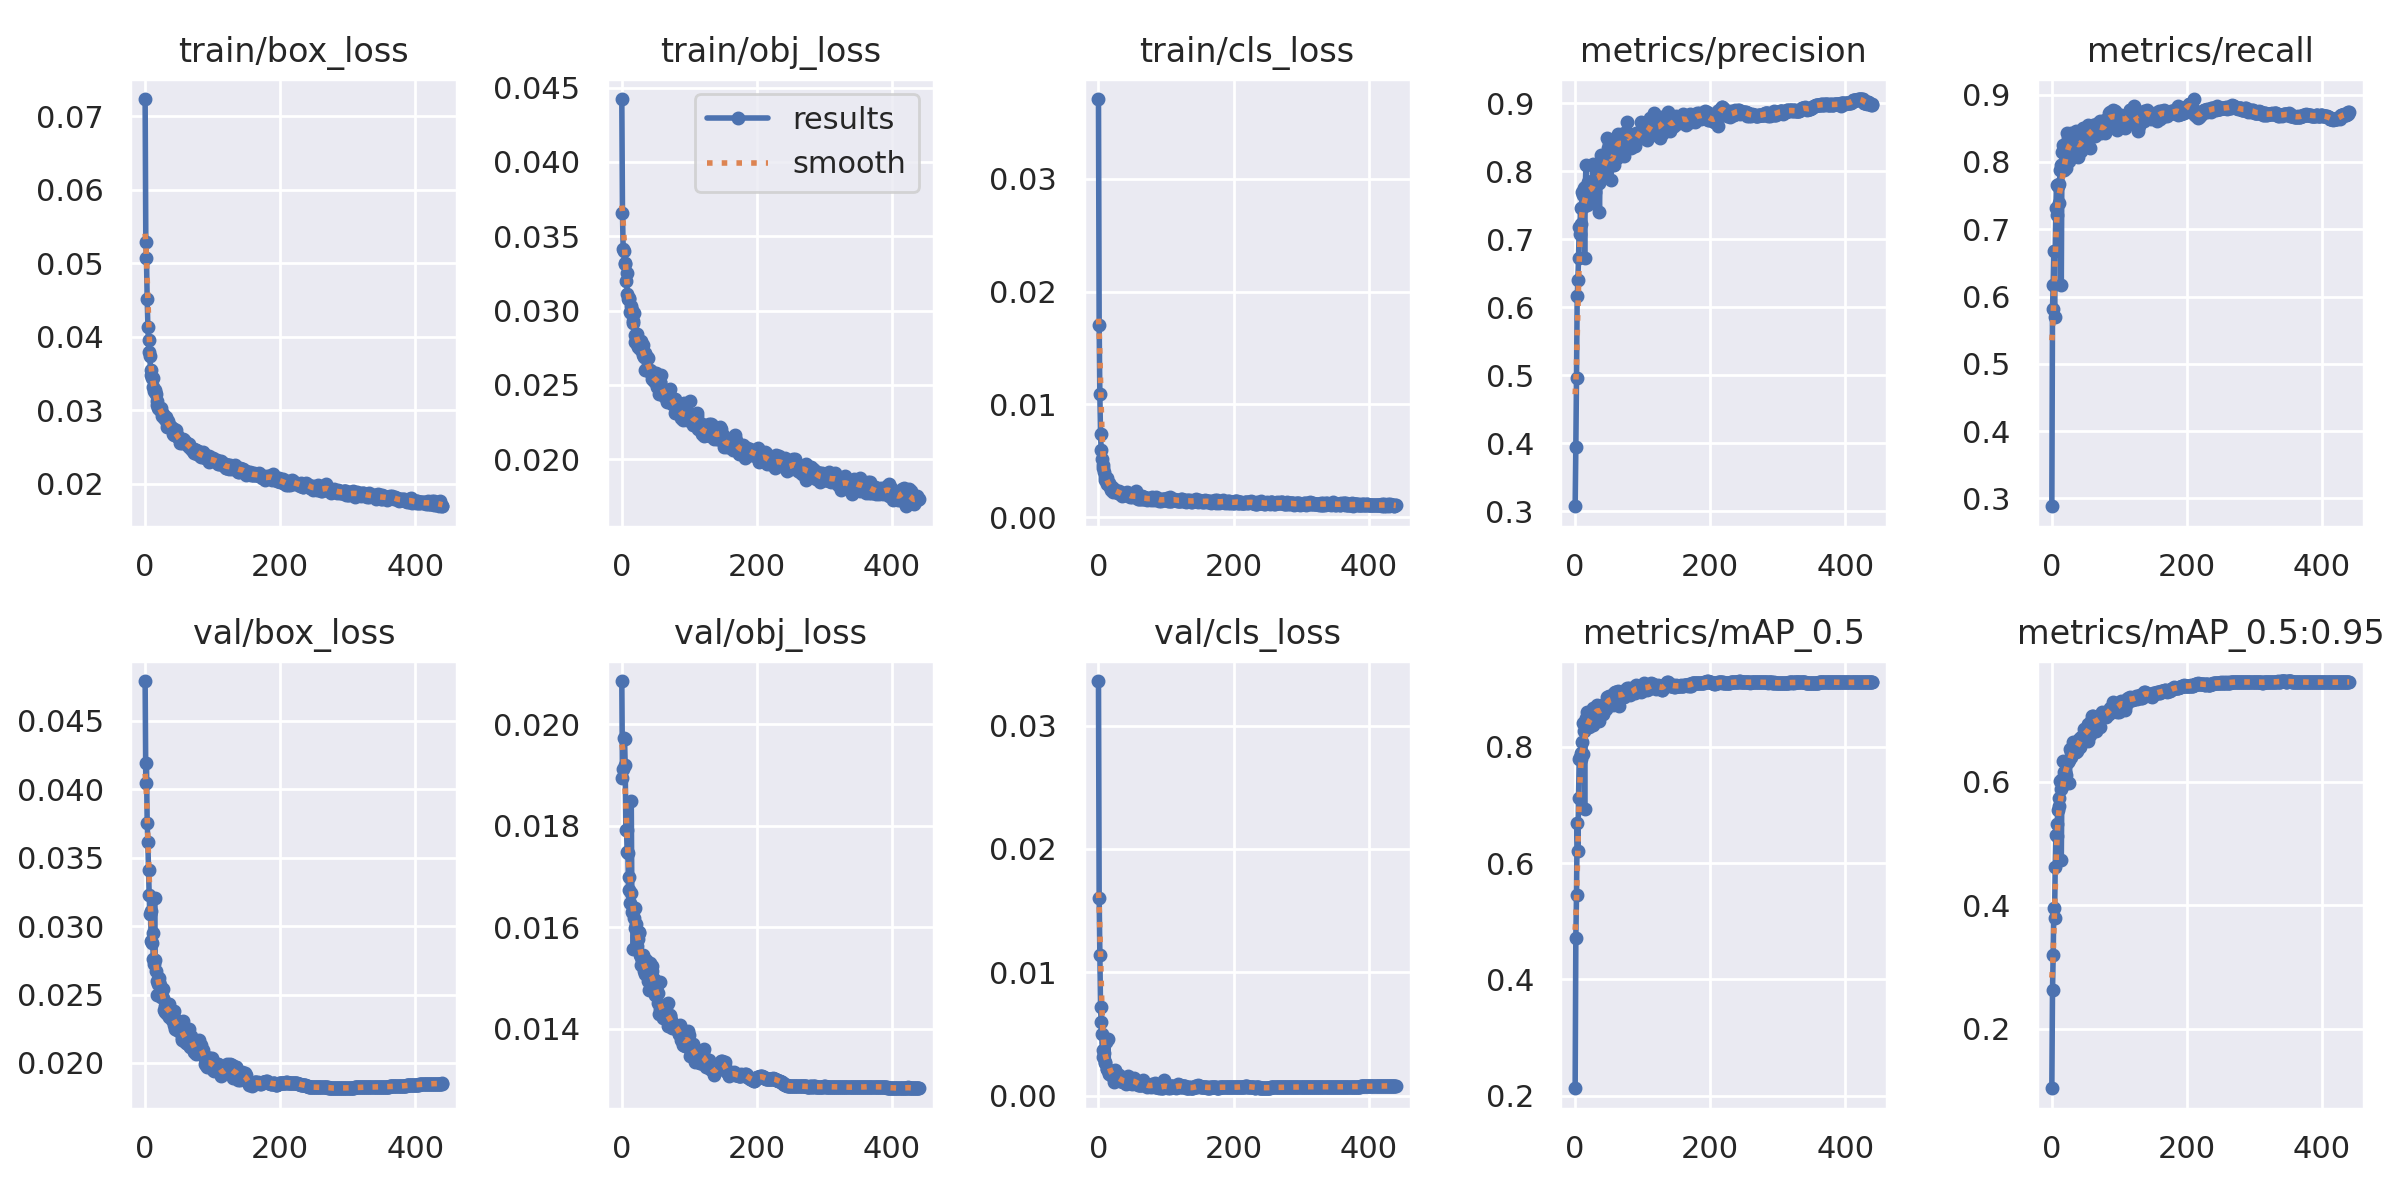 train/box_loss
0.07
0.06
0.05
0.04
0.03
0.02
0 200 400
train/obj_loss
results
smooth
0.045
0.040
0.035
0.030
0.025
0.020
0 200 400
train/cls_loss
0.03
0.02
0.01
0.00
0 200 400
metrics/precision
0.9
0.8
0.7
0.6
0.5
0.4
0.3
0 200 400
metrics/recall
0.9
0.8
0.7
0.6
0.5
0.4
0.3
0 200 400
val/box_loss
0.045
0.040
0.035
0.030
0.025
0.020
0 200 400
val/obj_loss
0.020
0.018
0.016
0.014
0 200 400
val/cls_loss
0.03
0.02
0.01
0.00
0 200 400
metrics/mAP_0.5
0.8
0.6
0.4
0.2
0 200 400
metrics/mAP_0.5:0.95
0.6
0.4
0.2
0 200 400